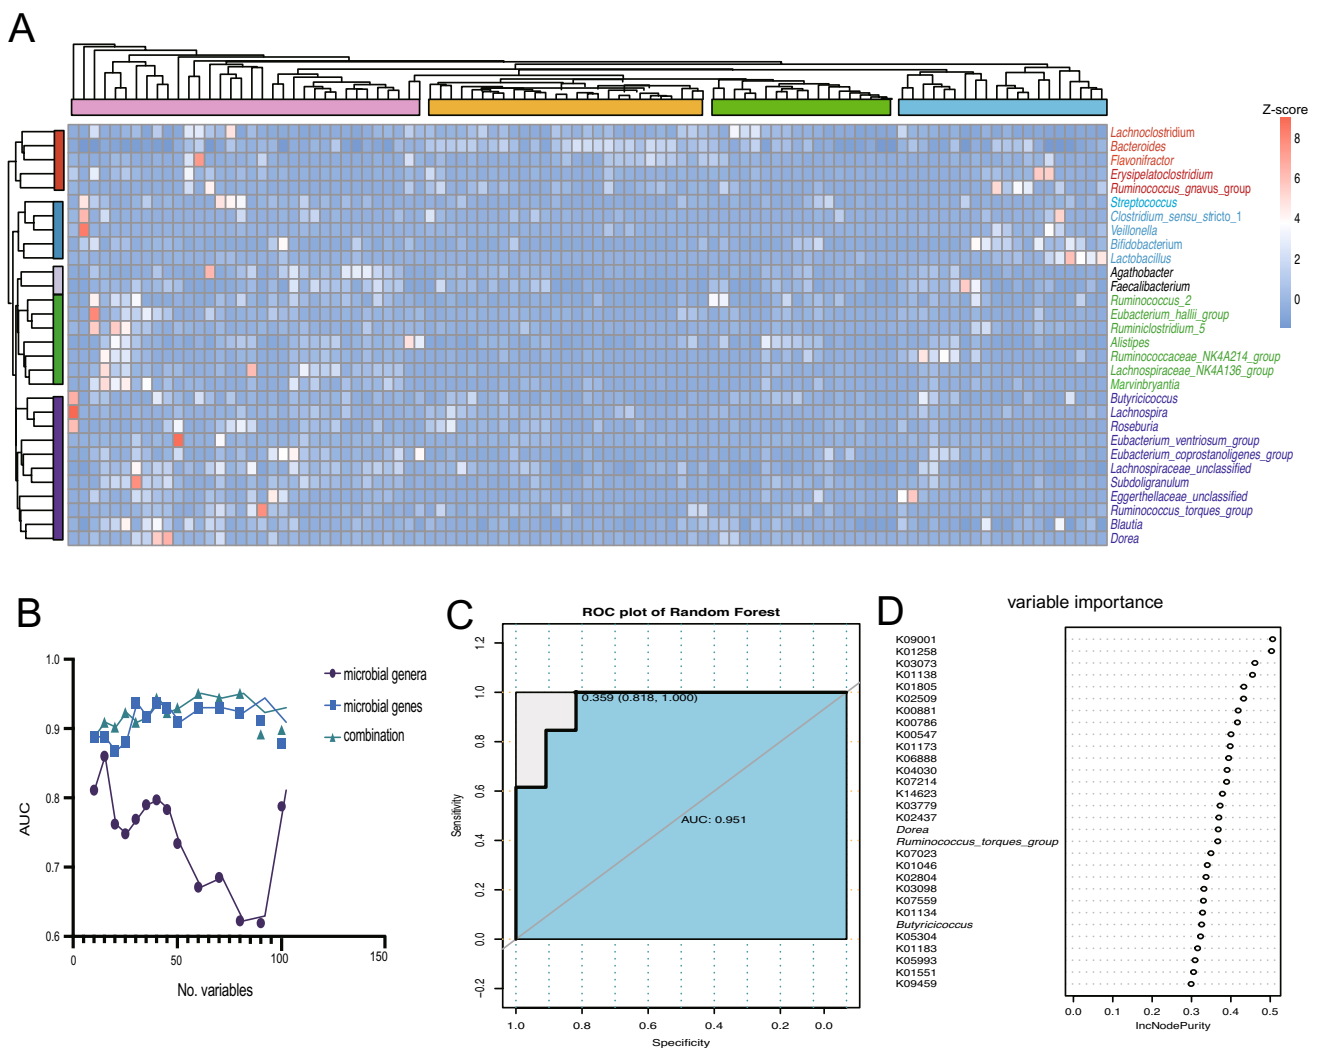 A
Z-score
8
6
4
2
0
Lachnoclostridium
Bacteroides
Flavonifractor
Erysipelatoclostridium
Ruminococcus_gnavus_group
Streptococcus
Clostridium_sensu_stricto_1
Veillonella
Bifidobacterium
Lactobacillus
Agathobacter
Faecalibacterium
Ruminococcus_2
Eubacterium_hallii_group
Ruminiclostridium_5
Alistipes
Ruminococcaceae_NK4A214_group
Lachnospiraceae_NK4A136_group
Marvinbryantia
Butyricicoccus
Lachnospira
Roseburia
Eubacterium_ventriosum_group
Eubacterium_coprostanoligenes_group
Lachnospiraceae_unclassified
Subdoligranulum
Eggerthellaceae_unclassified
Ruminococcus_torques_group
Blautia
Dorea
B
1.0
0.9
0.8
0.7
0.6
AUC
0
50
100
150
No. variables
microbial genera
microbial genes
combination
C
ROC plot of Random Forest
1.2
1.0
0.8
0.6
0.4
0.2
0.0
−0.2
Sensitivity
0.359 (0.818, 1.000)
AUC: 0.951
1.0
0.8
0.6
0.4
0.2
0.0
Specificity
D
variable importance
K09001
K01258
K03073
K01138
K01805
K02509
K00881
K00786
K00547
K01173
K06888
K04030
K07214
K14623
K03779
K02437
Dorea
Ruminococcus_torques_group
K07023
K01046
K02804
K03098
K07559
K01134
Butyricicoccus
K05304
K01183
K05993
K01551
K09459
0.0
0.1
0.2
0.3
0.4
0.5
IncNodePurity